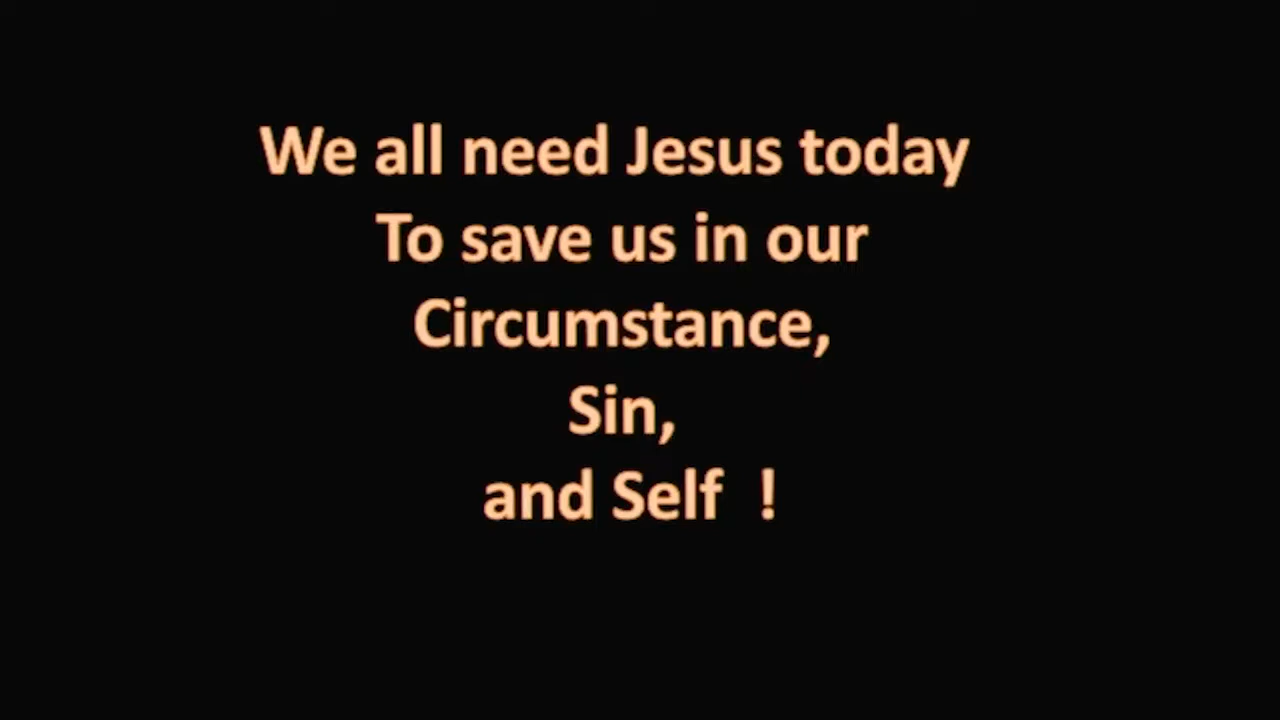 We all need Jesus today
To save us in our
Circumstance,
Sin,
and Self  !